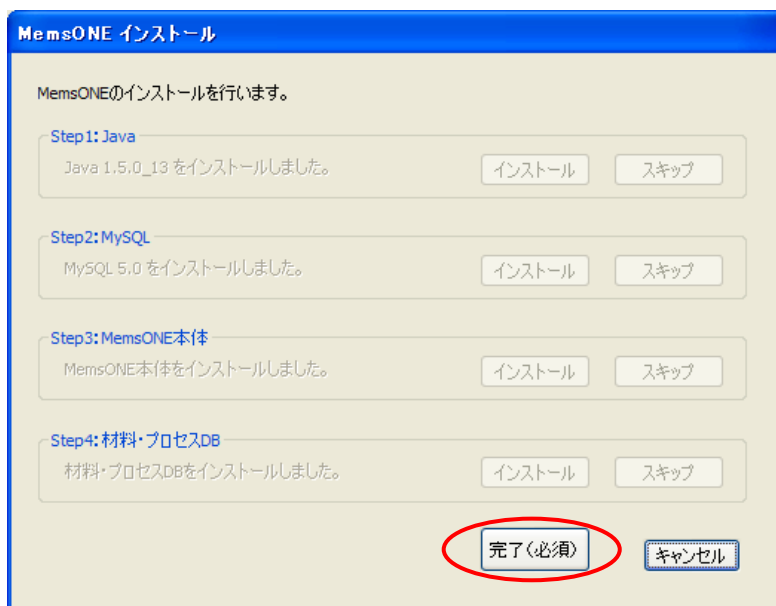 MemsONE インストール
MemsONEのインストールを行います。
Step1:Java
Java 1.5.0_13 をインストールしました。 インストール スキップ
Step2:MySQL
MySQL 5.0 をインストールしました。 インストール スキップ
Step3:MemsONE本体
MemsONE本体をインストールしました。 インストール スキップ
Step4:材料・プロセスDB
材料・プロセスDBをインストールしました。 インストール スキップ
完了(必須) キャンセル